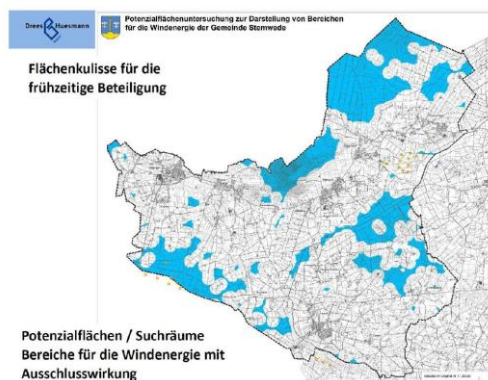 Drees Huesmann
Potenzialflächenuntersuchung zur Darstellung von Bereichen
für die Windenergie der Gemeinde Stemwede
Flächenkulisse für die
frühzeitige Beteiligung
Potenzialflächen / Suchräume
Bereiche für die Windenergie mit
Ausschlusswirkung